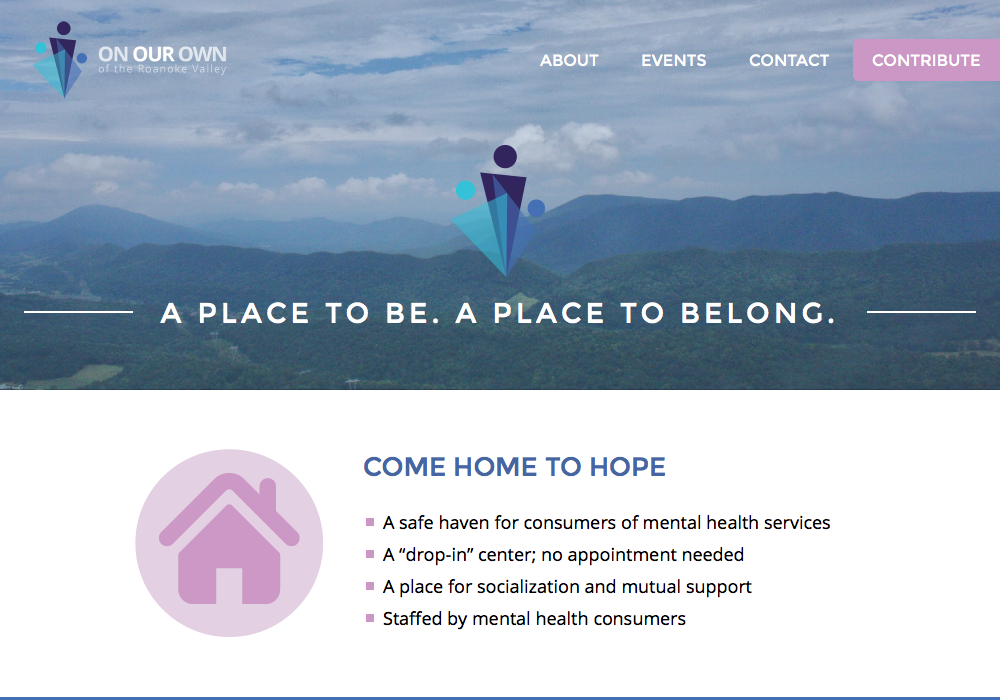 ON OUR OWN
of the Roanoke Valley
ABOUT
EVENTS
CONTACT
CONTRIBUTE
A PLACE TO BE. A PLACE TO BELONG.
COME HOME TO HOPE
A safe haven for consumers of mental health services
A “drop-in” center; no appointment needed
A place for socialization and mutual support
Staffed by mental health consumers